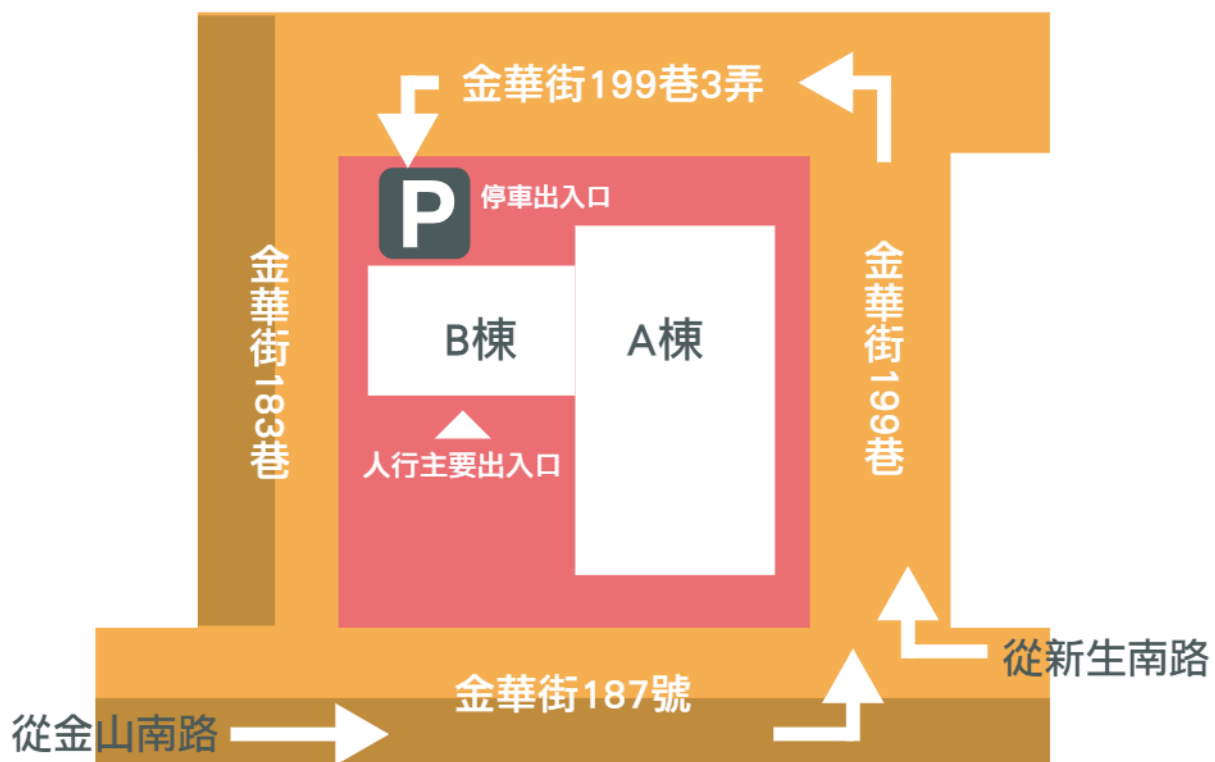 金華街199巷3弄
P
停車出入口
金華街183巷
B棟
A棟
金華街199巷
人行主要出入口
從新生南路
金華街187號
從金山南路